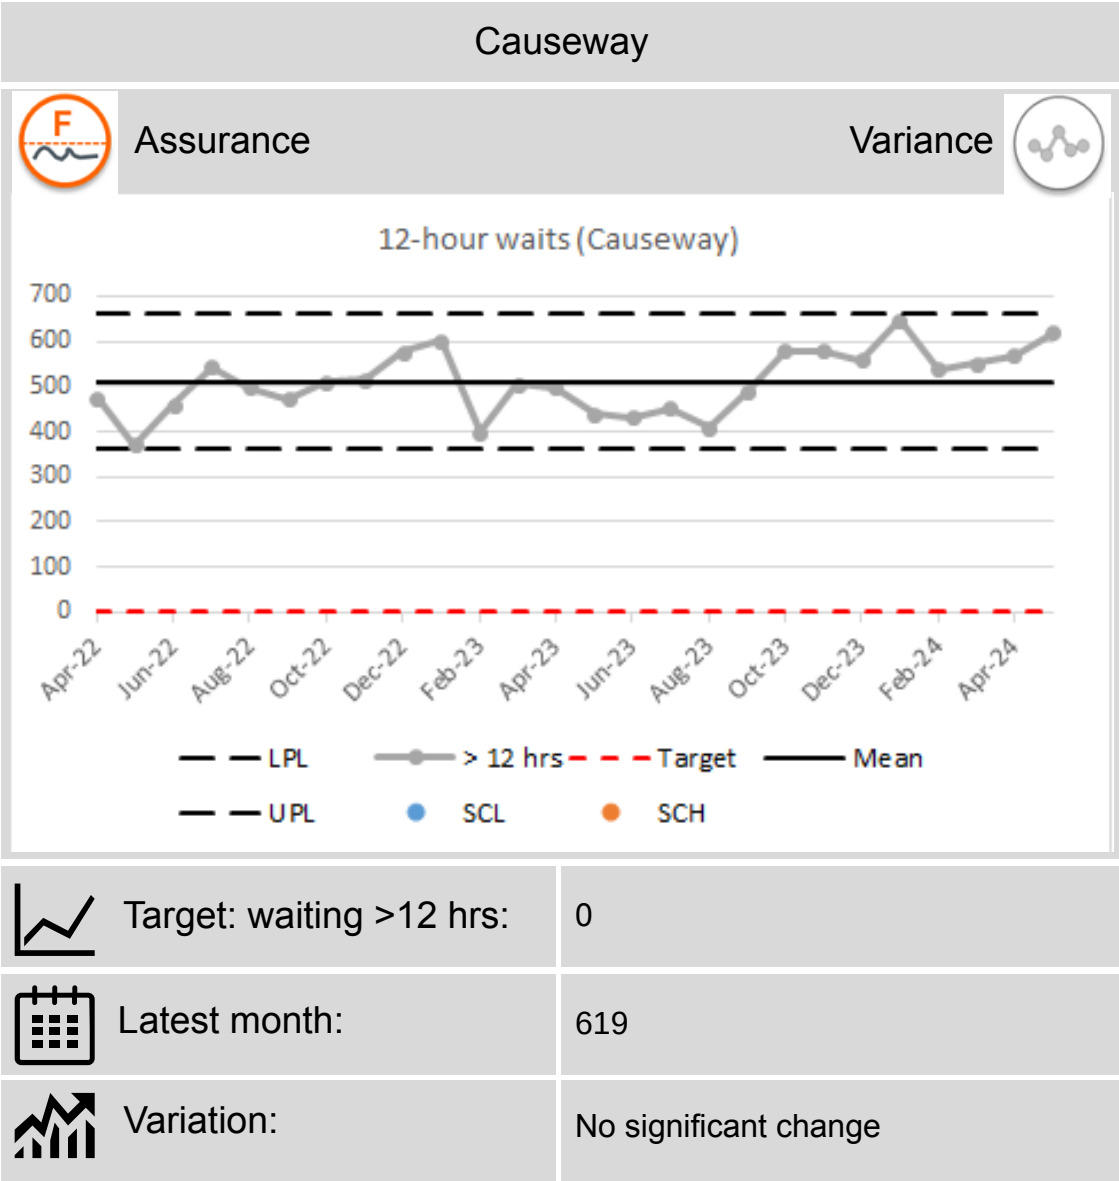 Causeway
F
Assurance
Variance
12-hour waits (Causeway)
700
600
500
400
300
200
100
0
Apr-22
Jun-22
Aug-22
Oct-22
Dec-22
Feb-23
Apr-23
Jun-23
Aug-23
Oct-23
Dec-23
Feb-24
Apr-24
LPL
> 12 hrs
Target
Mean
UPL
SCL
SCH
Target: waiting >12 hrs:
0
Latest month:
619
Variation:
No significant change